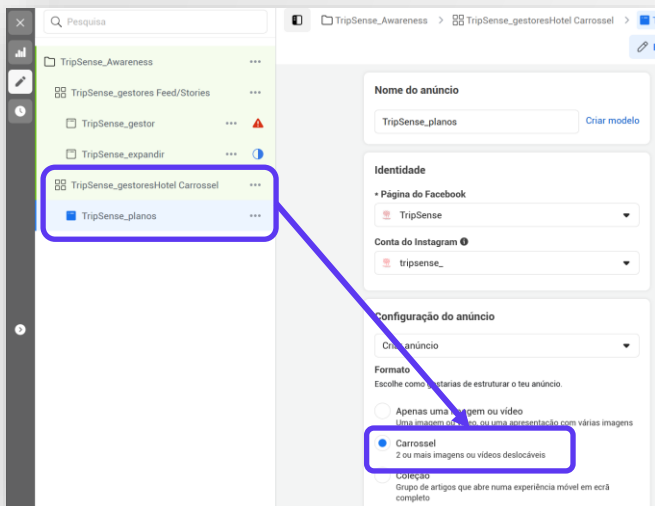 Pesquisa
TripSense_Awareness
TripSense_gestores Feed/Stories
TripSense_gestor
TripSense_expandir
TripSense_gestoresHotel Carrossel
TripSense_planos
TripSense_Awareness > TripSense_gestoresHotel Carrossel >
Nome do anúncio
TripSense_planos Criar modelo
Identidade
* Página do Facebook
TripSense
Conta do Instagram
tripsense_
Configuração do anúncio
anúncio
Formato
Escolhe como gostarias de estruturar o teu anúncio.
Apenas uma imagem ou vídeo
Uma imagem ou vídeo, ou uma apresentação com várias imagens
Carrossel
2 ou mais imagens ou vídeos deslocáveis
Coleção
Grupo de artigos que abre numa experiência móvel em ecrã
completo